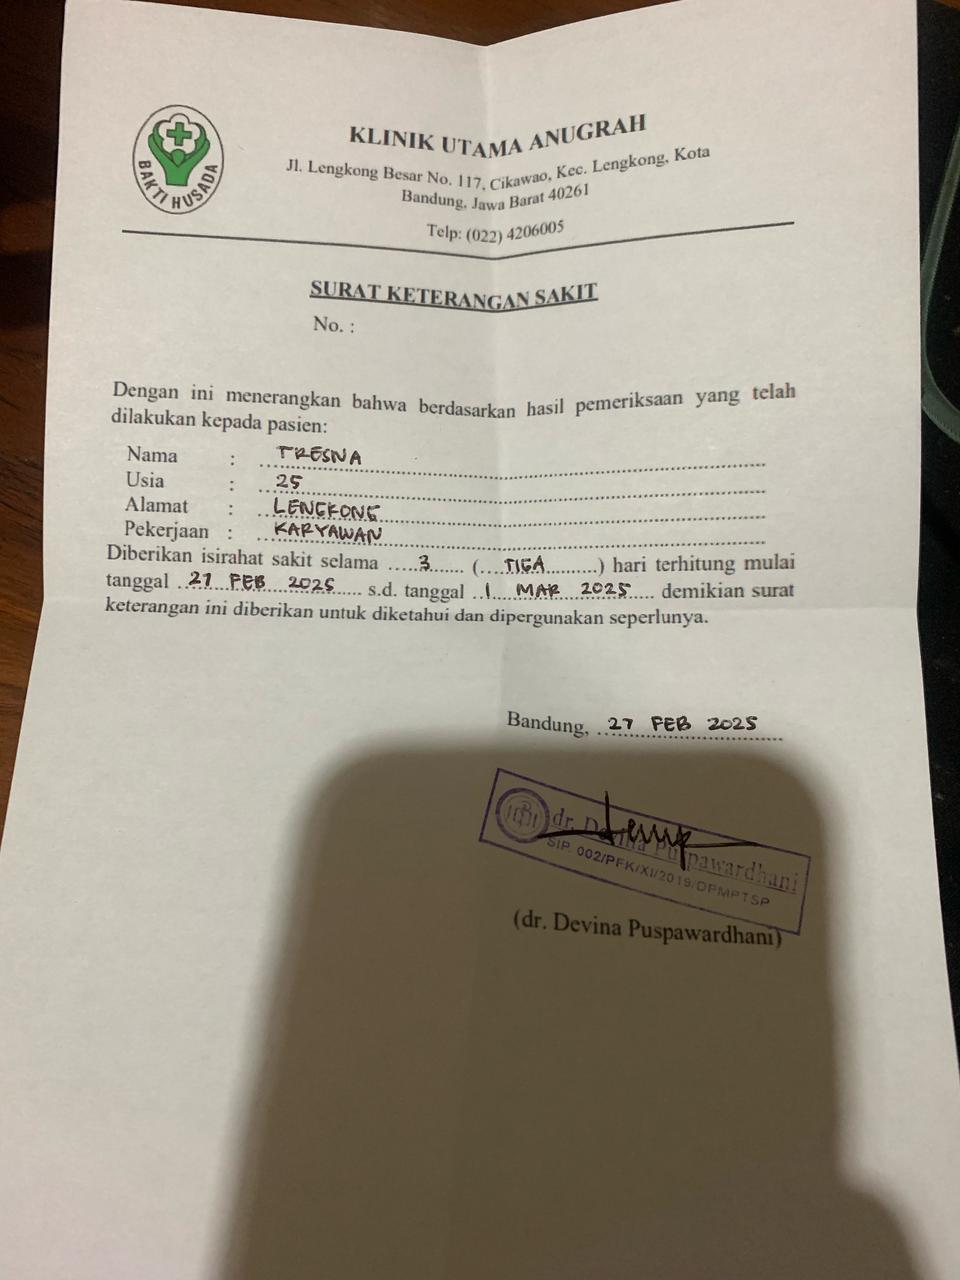 BAKTI HUSADA
KLINIK UTAMA ANUGRAH
Jl. Lengkong Besar No. 117, Cikawao, Kec. Lengkong, Kota
Bandung, Jawa Barat 40261
Telp: (022) 4206005
SURAT KETERANGAN SAKIT
No. :
Dengan ini menerangkan bahwa berdasarkan hasil pemeriksaan yang telah
dilakukan kepada pasien:
Nama : TRESNA
Usia : 25
Alamat : LENGKONG
Pekerjaan : KARYAWAN
Diberikan isirahat sakit selama .....3...... (....TIGA..........) hari terhitung mulai
tanggal ..27 FEB 2025..... s.d. tanggal ..1 MAR 2025..... demikian surat
keterangan ini diberikan untuk diketahui dan dipergunakan seperlunya.
Bandung, ..27 FEB 2025....
dr. Devina Puspawardhani
SIP. 002/PFK/XI/2019/DPMPTSP
(dr. Devina Puspawardhani)